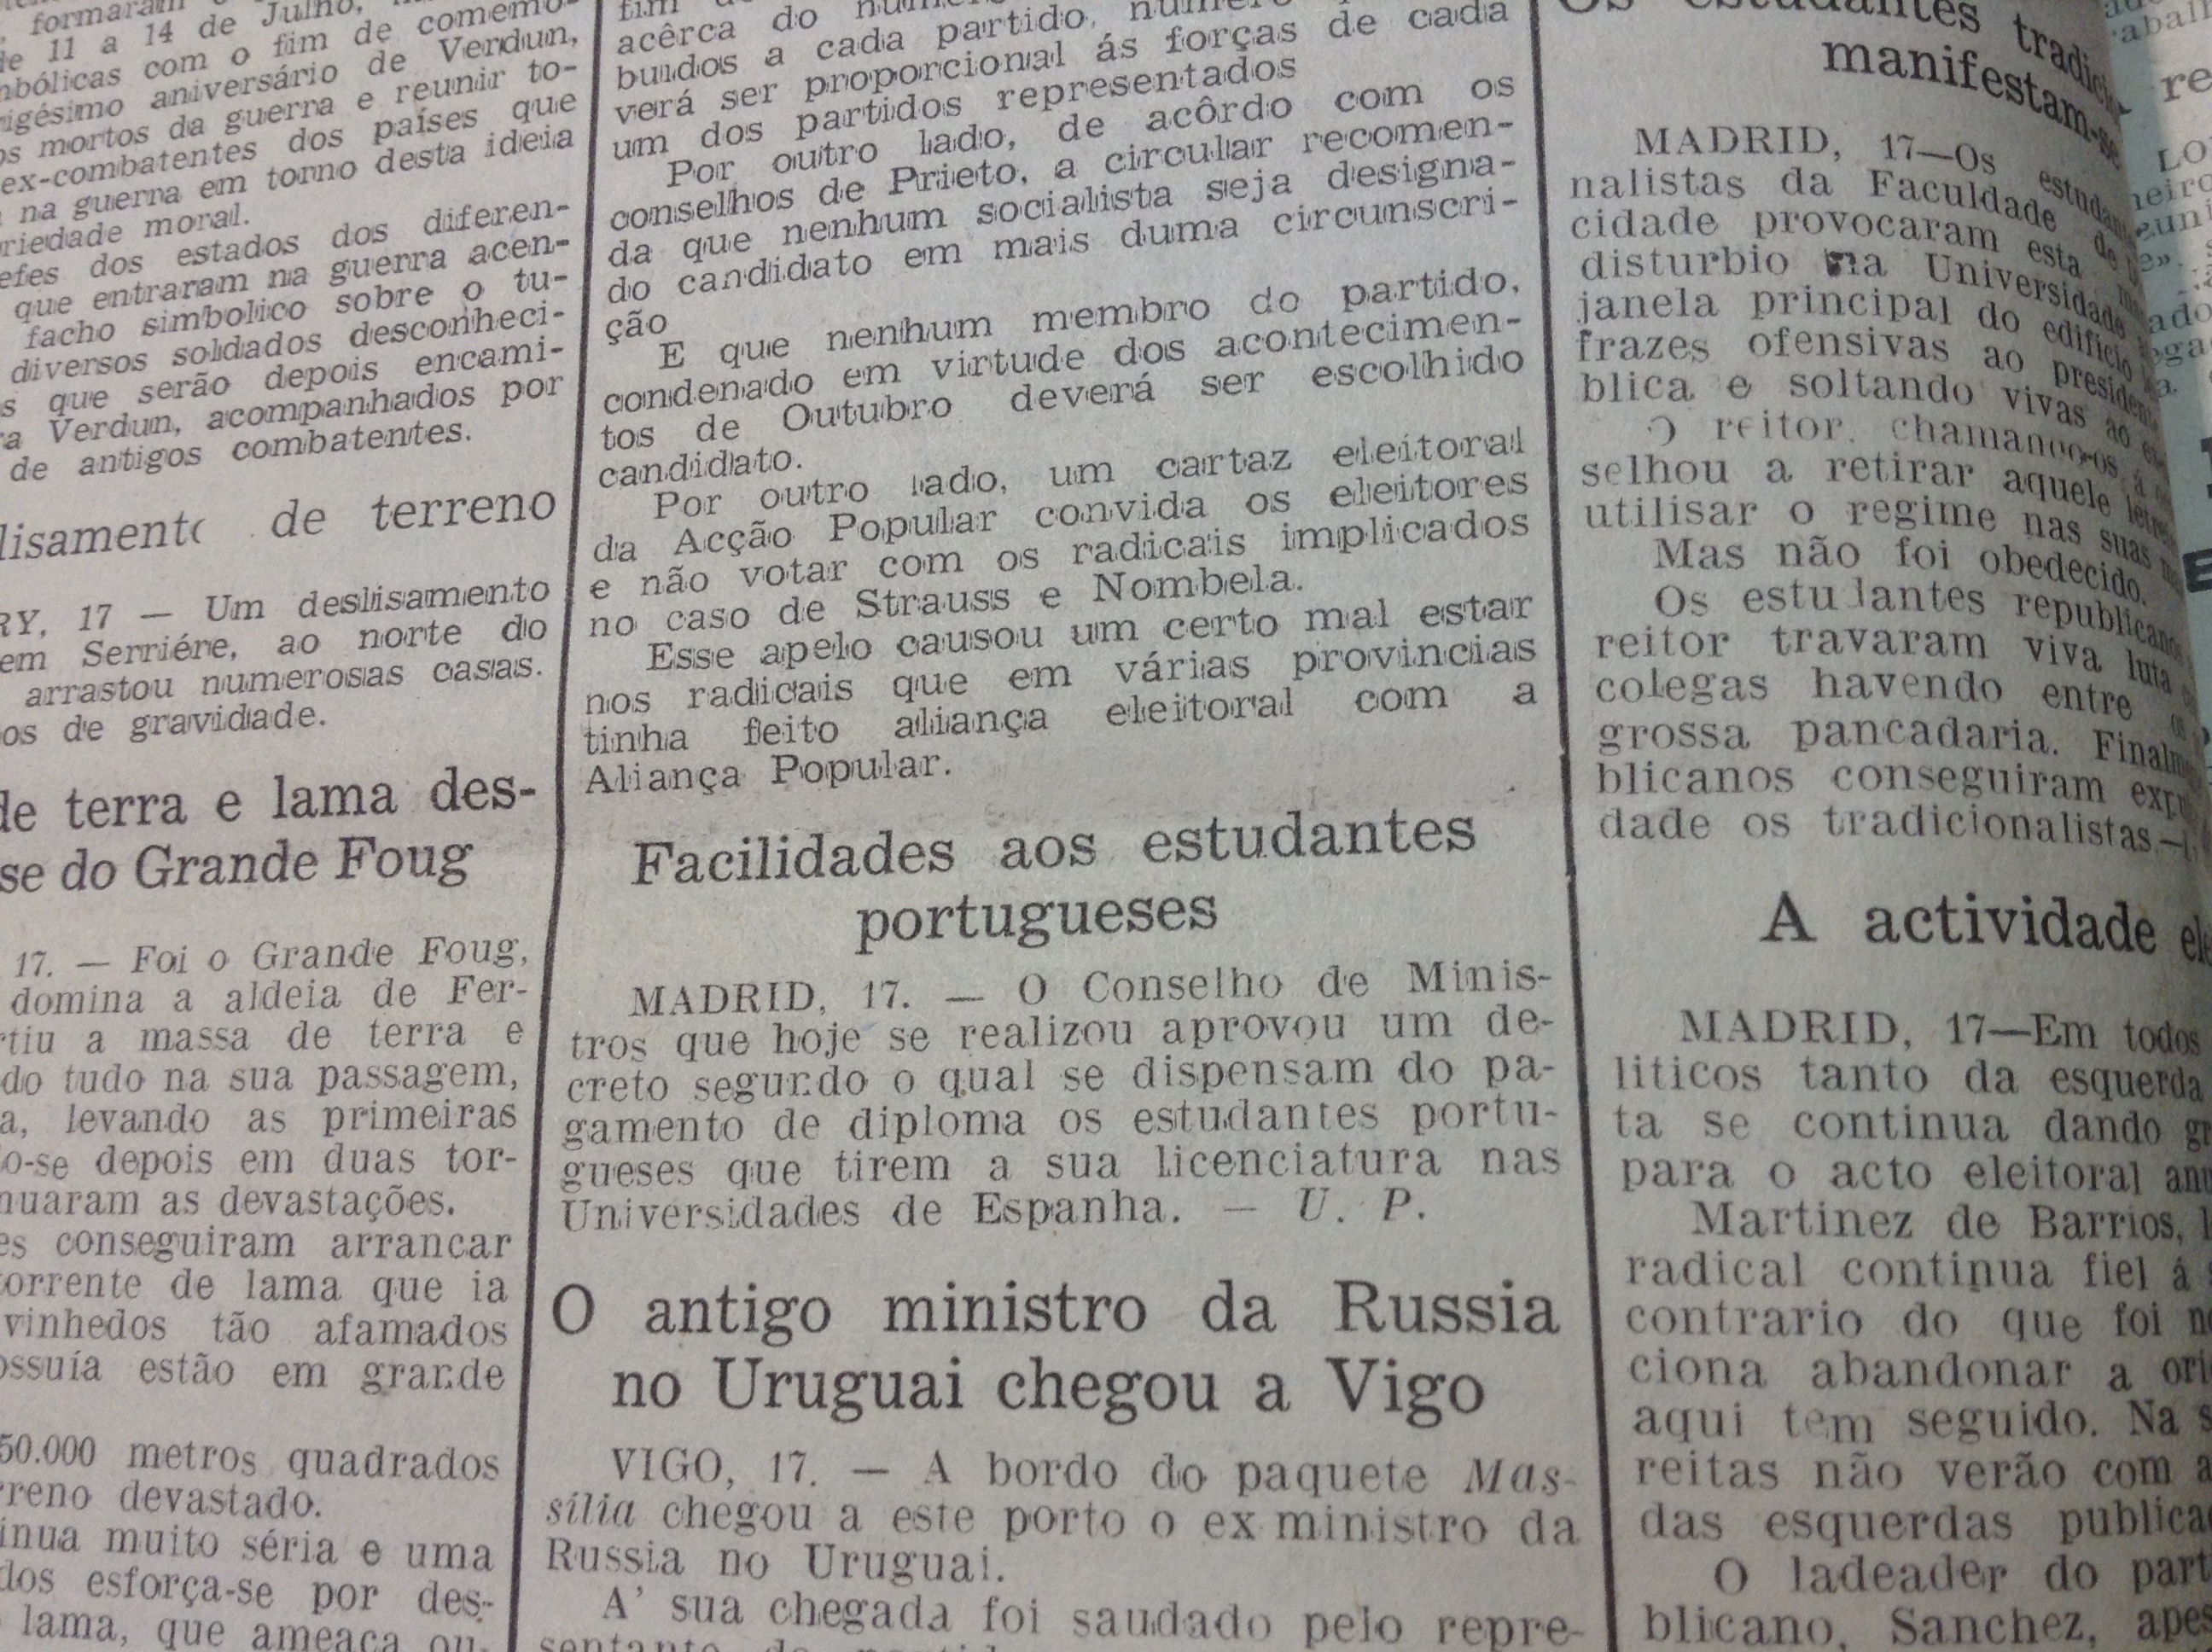 formaram
de 11 a 14 de Julho,
com o fim de comemo-
aniversário de Verdun,
mortos da guerra e reunir to-
ex-combatentes dos países que
na guerra em torno desta ideia
moral.
dos estados dos diferen-
que entraram na guerra acen-
facho simbolico sobre o tu-
diversos soldados desconheci-
que serão depois encami-
Verdun, acompanhados por
de antigos combatentes.
de terreno
17 — Um deslisamento
em Serriére, ao norte do
arrastou numerosas casas.
de gravidade.
de terra e lama des-
se do Grande Foug
17. — Foi o Grande Foug,
domina a aldeia de Fer-
a massa de terra e
tudo na sua passagem,
levando as primeiras
depois em duas tor-
as devastações.
conseguiram arrancar
de lama que ia
vinhedos tão afamados
estão em grande
50.000 metros quadrados
devastado.
muito séria e uma
esforça-se por des-
lama, que ameaça ou-
acêrca do
buidos a cada partido,
verá ser proporcional ás forças de cada
um dos partidos representados
Por outro lado, de acôrdo com os
conselhos de Prieto, a circular recomen-
da que nenhum socialista seja designa-
do candidato em mais duma circunscri-
ção
E que nenhum membro do partido,
condenado em virtude dos acontecimen-
tos de Outubro deverá ser escolhido
candidato.
Por outro lado, um cartaz eleitoral
da Acção Popular convida os eleitores
e não votar com os radicais implicados
no caso de Strauss e Nombela.
Esse apelo causou um certo mal estar
nos radicais que em várias provincias
tinha feito aliança eleitoral com a
Aliança Popular.
Facilidades aos estudantes
portugueses
MADRID, 17. — O Conselho de Minis-
tros que hoje se realizou aprovou um de-
creto segundo o qual se dispensam do pa-
gamento de diploma os estudantes portu-
gueses que tirem a sua licenciatura nas
Universidades de Espanha. — U. P.
O antigo ministro da Russia
no Uruguai chegou a Vigo
VIGO, 17. — A bordo do paquete Mas-
silia chegou a este porto o ex ministro da
Russia no Uruguai.
A' sua chegada foi saudado pelo repre-
Os estudantes
manifestam-se
MADRID, 17—Os
nalistas da Faculdade de
cidade provocaram esta
disturbio na Universidade
janela principal do edificio
frazes ofensivas ao
blica e soltando vivas ao
O reitor, chamando-os á
selhou a retirar aquele
utilisar o regime nas suas
Mas não foi obedecido.
Os estudantes republicanos
reitor travaram viva luta
colegas havendo entre os
grossa pancadaria.
blicanos conseguiram
dade os tradicionalistas.—
A actividade
MADRID, 17—Em todos
liticos tanto da esquerda
ta se continua dando
para o acto eleitoral
Martinez de Barrios,
radical continua fiel á
contrario do que foi
ciona abandonar a
aqui tem seguido. Na
reitas não verão com
das esquerdas
O ladeader do
blicano, Sanchez,